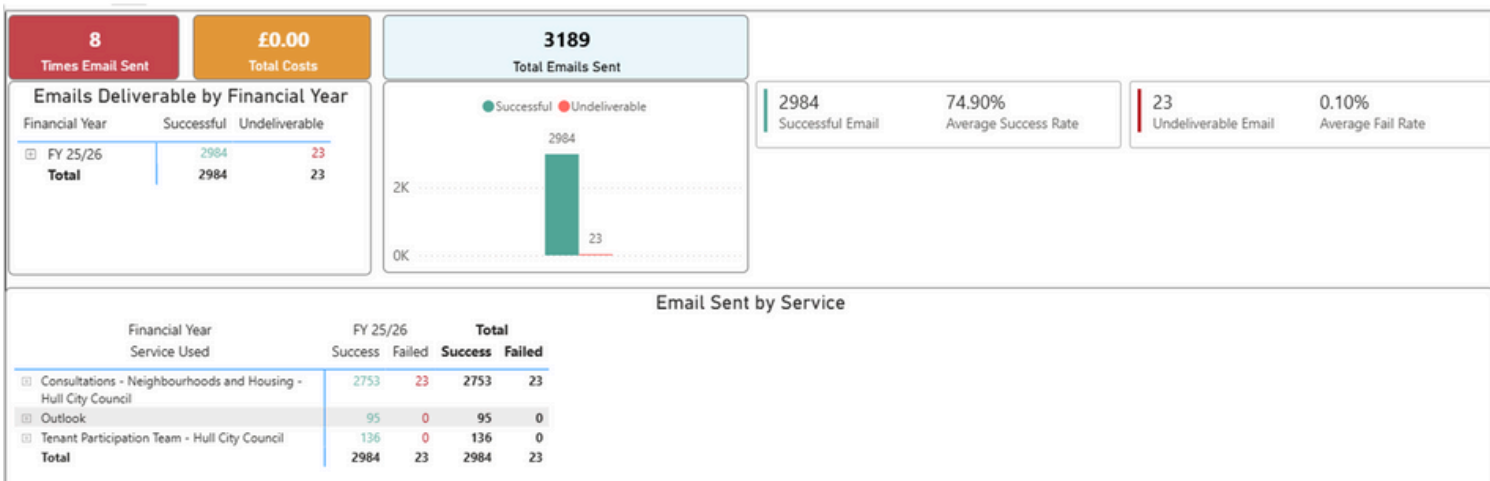 8
Times Email Sent
£0.00
Total Costs
3189
Total Emails Sent
Emails Deliverable by Financial Year
Financial Year Successful Undeliverable
FY 25/26 2984 23
Total 2984 23
Successful Undeliverable
2984
2K
23
0K
2984 74.90%
Successful Email Average Success Rate
23 0.10%
Undeliverable Email Average Fail Rate
Email Sent by Service
Financial Year FY 25/26 Total
Service Used Success Failed Success Failed
Consultations - Neighbourhoods and Housing - 2753 23 2753 23
Hull City Council
Outlook 95 0 95 0
Tenant Participation Team - Hull City Council 136 0 136 0
Total 2984 23 2984 23